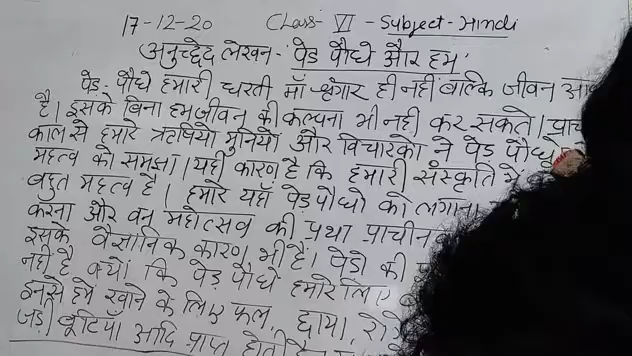 17-12-20 Class- VI - Subject - Hindi
अनुच्छेद लेखन - 'पेड़ पौधे और हम'
पेड़- पौधे हमारी धरती माँ श्रृंगार ही नहीं बल्कि जीवन
है। इसके बिना हम जीवन की कल्पना भी नहीं कर सकते।
काल से हमारे ऋषियों मुनियों और विचारको ने पेड़ पौधों
महत्व को समझा। यही कारण है कि हमारी संस्कृति में
बहुत महत्व है। हमारे यहाँ पेड़ पौधो को लगाना
करना और वन महोत्सव की प्रथा प्राचीन
इसके वैज्ञानिक कारण भी हैं। पेड़ो की
नहीं है क्यों कि पेड़ पौधे हमारे लिए
इनसे हमें खाने के लिए फल, छाया,
जड़ी बूटियाँ आदि प्राप्त होती